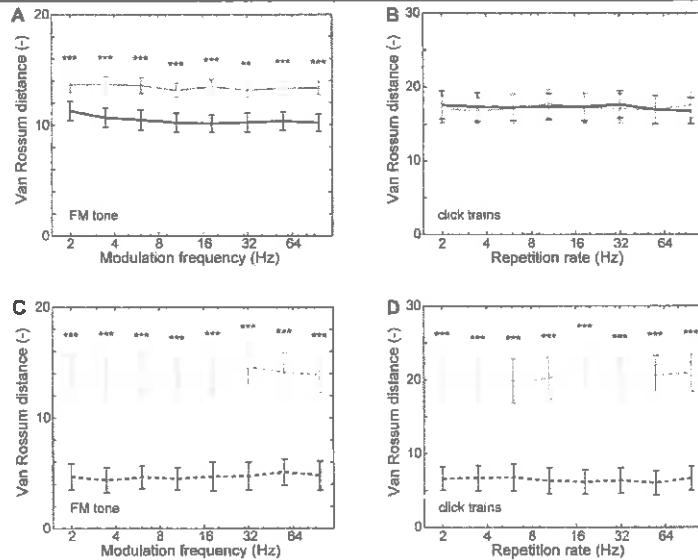 A
Van Rossum distance (-)
20
10
0
*** *** *** *** *** ** *** ***
FM tone
2 4 8 16 32 64
Modulation frequency (Hz)
B
Van Rossum distance (-)
30
20
10
0
click trains
2 4 8 16 32 64
Repetition rate (Hz)
C
Van Rossum distance (-)
20
0
*** *** *** *** *** *** *** ***
FM tone
2 4 8 16 32 64
Modulation frequency (Hz)
D
Van Rossum distance (-)
30
20
10
0
*** *** *** *** *** *** *** ***
click trains
2 4 8 16 32 64
Repetition rate (Hz)